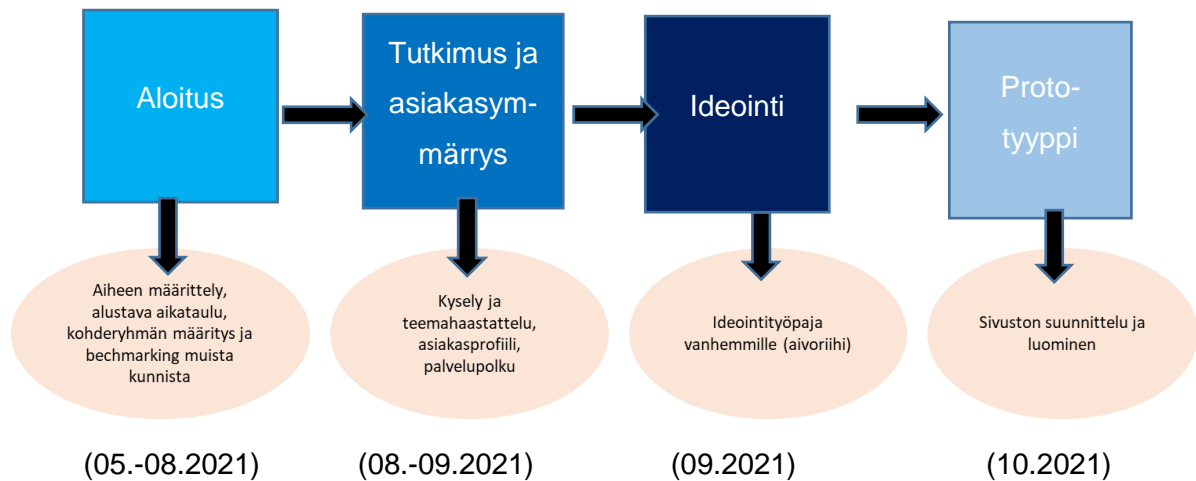 Aloitus
Tutkimus ja
asiakasym-
märrys
Ideointi
Proto-
tyyppi
Aiheen määrittely,
alustava aikataulu,
kohderyhmän määritys ja
bechmarking muista
kunnista
Kysely ja
teemahaastattelu,
asiakasprofiili,
palvelupolku
Ideointityöpaja
vanhemmille (aivoriihi)
Sivuston suunnittelu ja
luominen
(05.-08.2021)
(08.-09.2021)
(09.2021)
(10.2021)